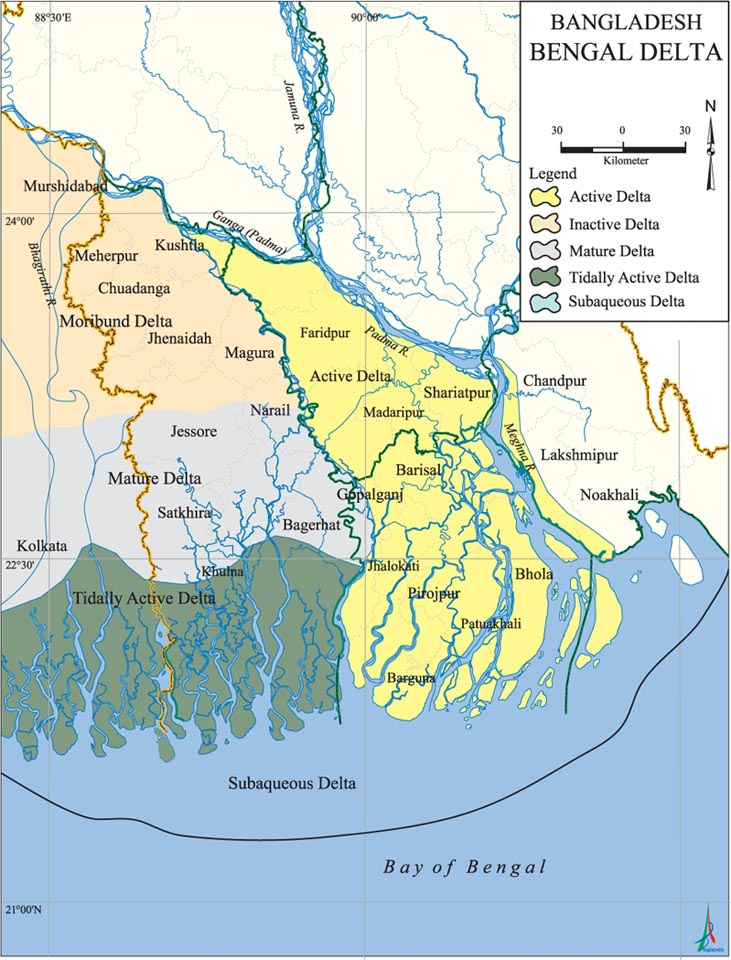 88°30'E
90°00'
BANGLADESH
BENGAL DELTA
N
30
0
30
Kilometer
Legend
Active Delta
Inactive Delta
Mature Delta
Tidally Active Delta
Subaqueous Delta
Jamuna R.
Murshidabad
24°00'
Ganga (Padma)
Kushtia
Bhagirathi R.
Meherpur
Chuadanga
Moribund Delta
Jhenaidah
Magura
Faridpur
Padma R.
Active Delta
Shariatpur
Chandpur
Narail
Madaripur
Jessore
Meghna R.
Lakshmipur
Mature Delta
Barisal
Gopalganj
Noakhali
Satkhira
Bagerhat
Kolkata
22°30'
Khulna
Jhalokati
Bhola
Tidally Active Delta
Pirojpur
Patuakhali
Barguna
Subaqueous Delta
Bay of Bengal
21°00'N